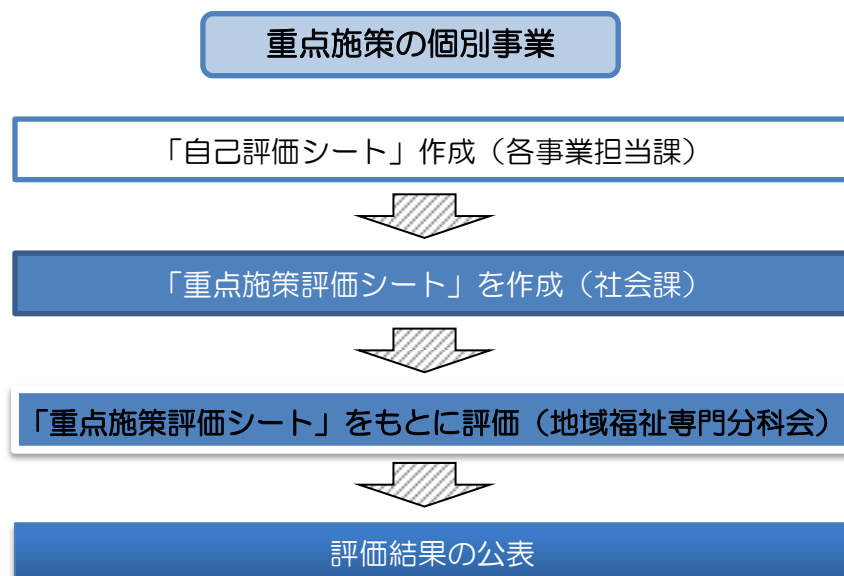 重点施策の個別事業
「自己評価シート」作成（各事業担当課）
「重点施策評価シート」を作成（社会課）
「重点施策評価シート」をもとに評価（地域福祉専門分科会）
評価結果の公表